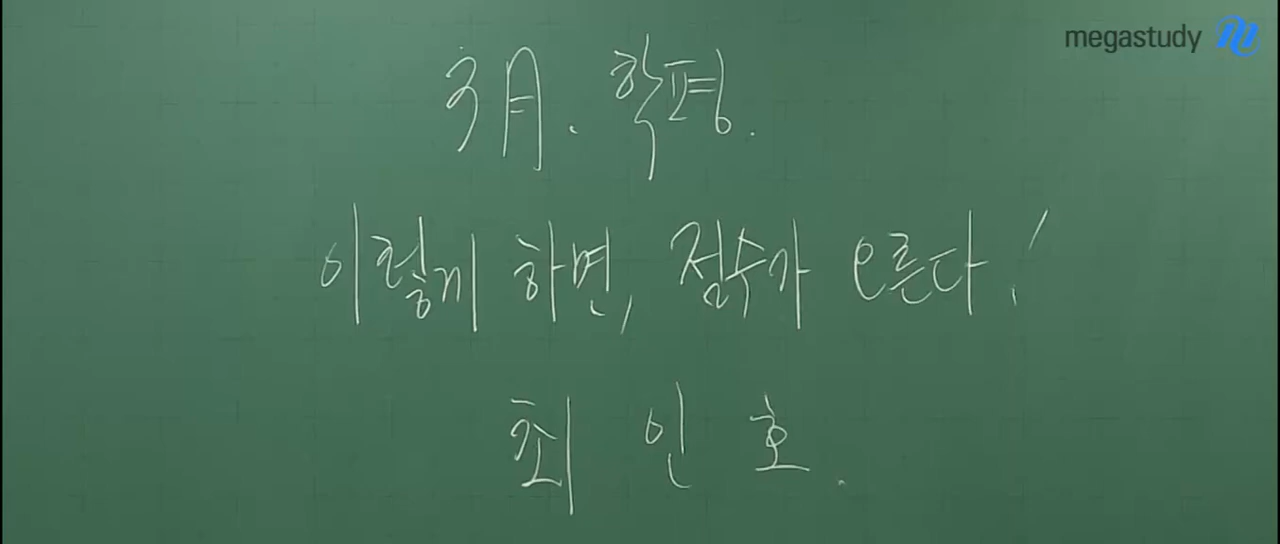 megastudy
3月. 학평.
이렇게 하면, 점수가 오른다!
최 인 호.